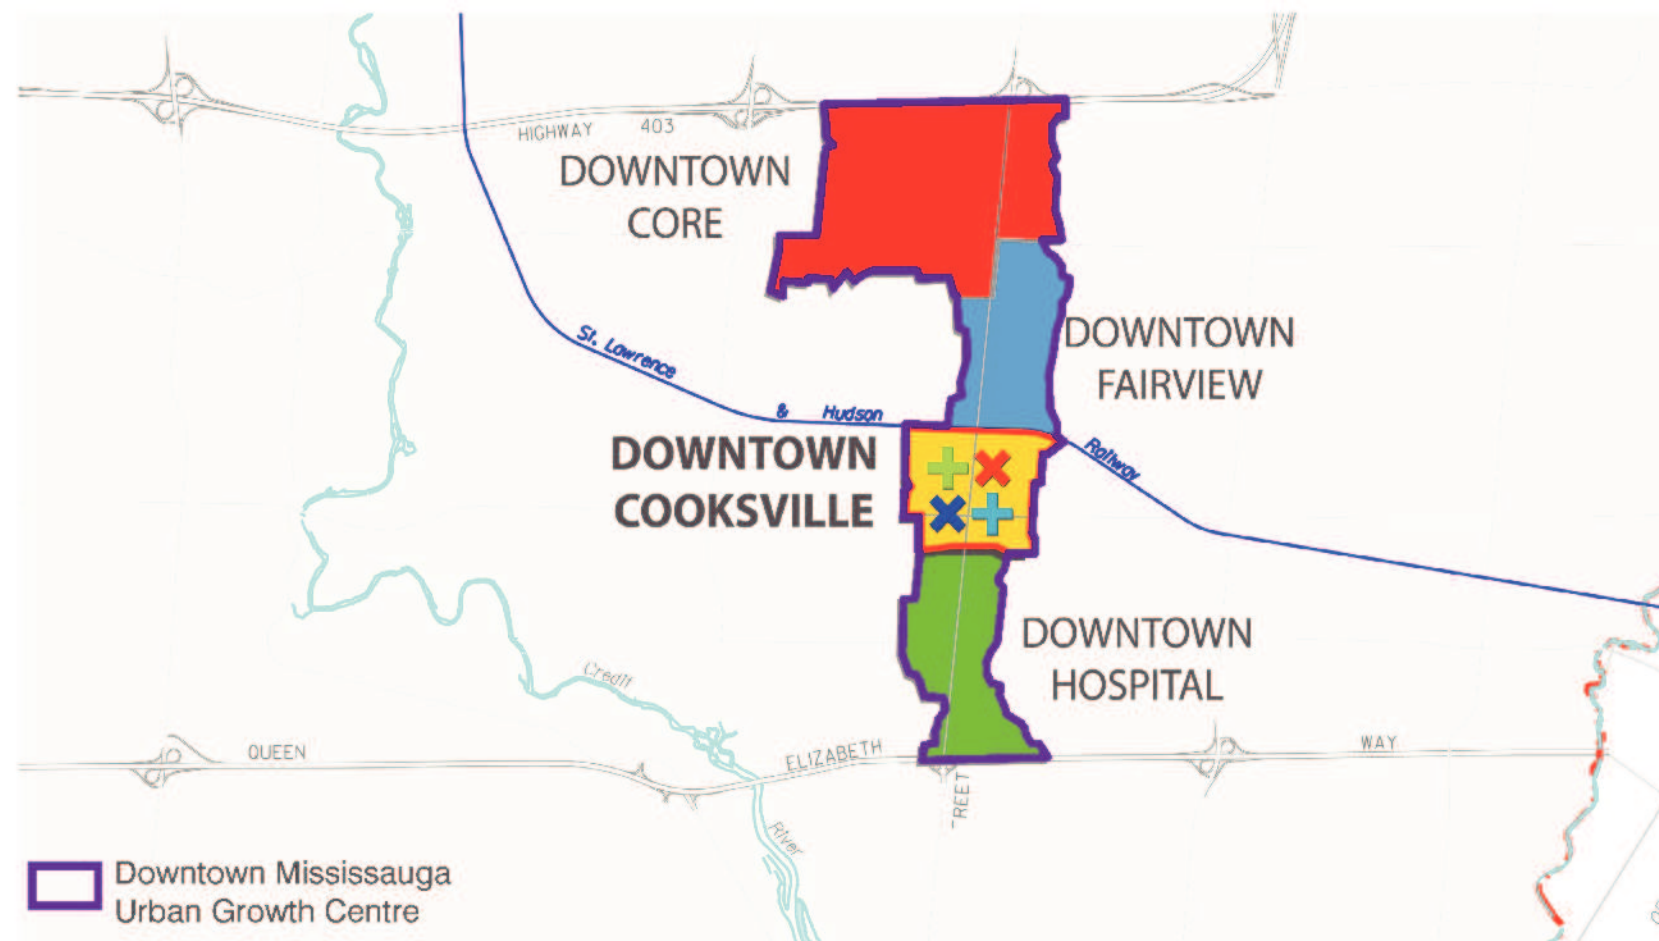 HIGHWAY 403
DOWNTOWN
CORE
St. Lawrence & Hudson Railway
DOWNTOWN
FAIRVIEW
DOWNTOWN
COOKSVILLE
DOWNTOWN
HOSPITAL
Credit River
QUEEN ELIZABETH WAY
TREET
Downtown Mississauga
Urban Growth Centre